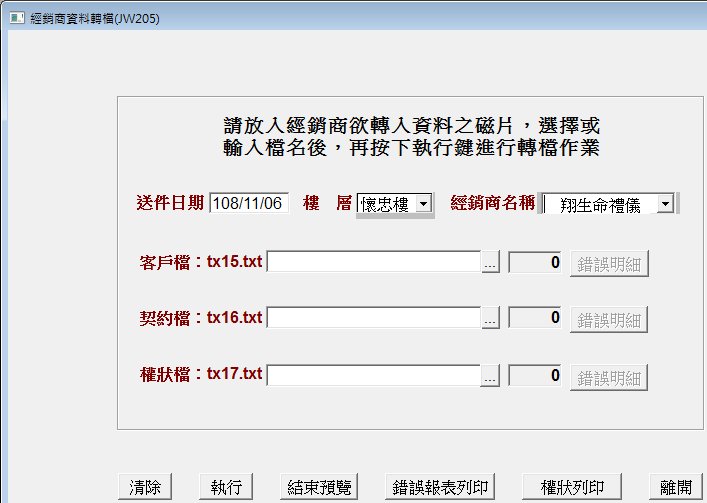 經銷商資料轉檔(JW205)
請放入經銷商欲轉入資料之磁片，選擇或
輸入檔名後，再按下執行鍵進行轉檔作業
送件日期 108/11/06 樓 層 懷忠樓 經銷商名稱 翔生命禮儀
客戶檔：tx15.txt ... 0 錯誤明細
契約檔：tx16.txt ... 0 錯誤明細
權狀檔：tx17.txt ... 0 錯誤明細
清除 執行 結束預覽 錯誤報表列印 權狀列印 離開